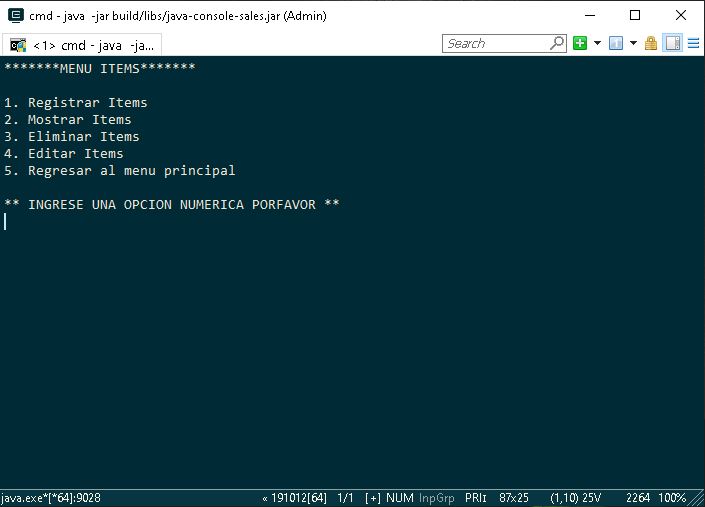 cmd - java  -jar build/libs/java-console-sales.jar (Admin)
<1> cmd - java  -ja...
Search
*******MENU ITEMS*******
1. Registrar Items
2. Mostrar Items
3. Eliminar Items
4. Editar Items
5. Regresar al menu principal
** INGRESE UNA OPCION NUMERICA PORFAVOR **
java.exe*[*64]:9028 « 191012[64] 1/1 [+] NUM InpGrp PRI‡ 87x25 (1,10) 25V 2264 100%